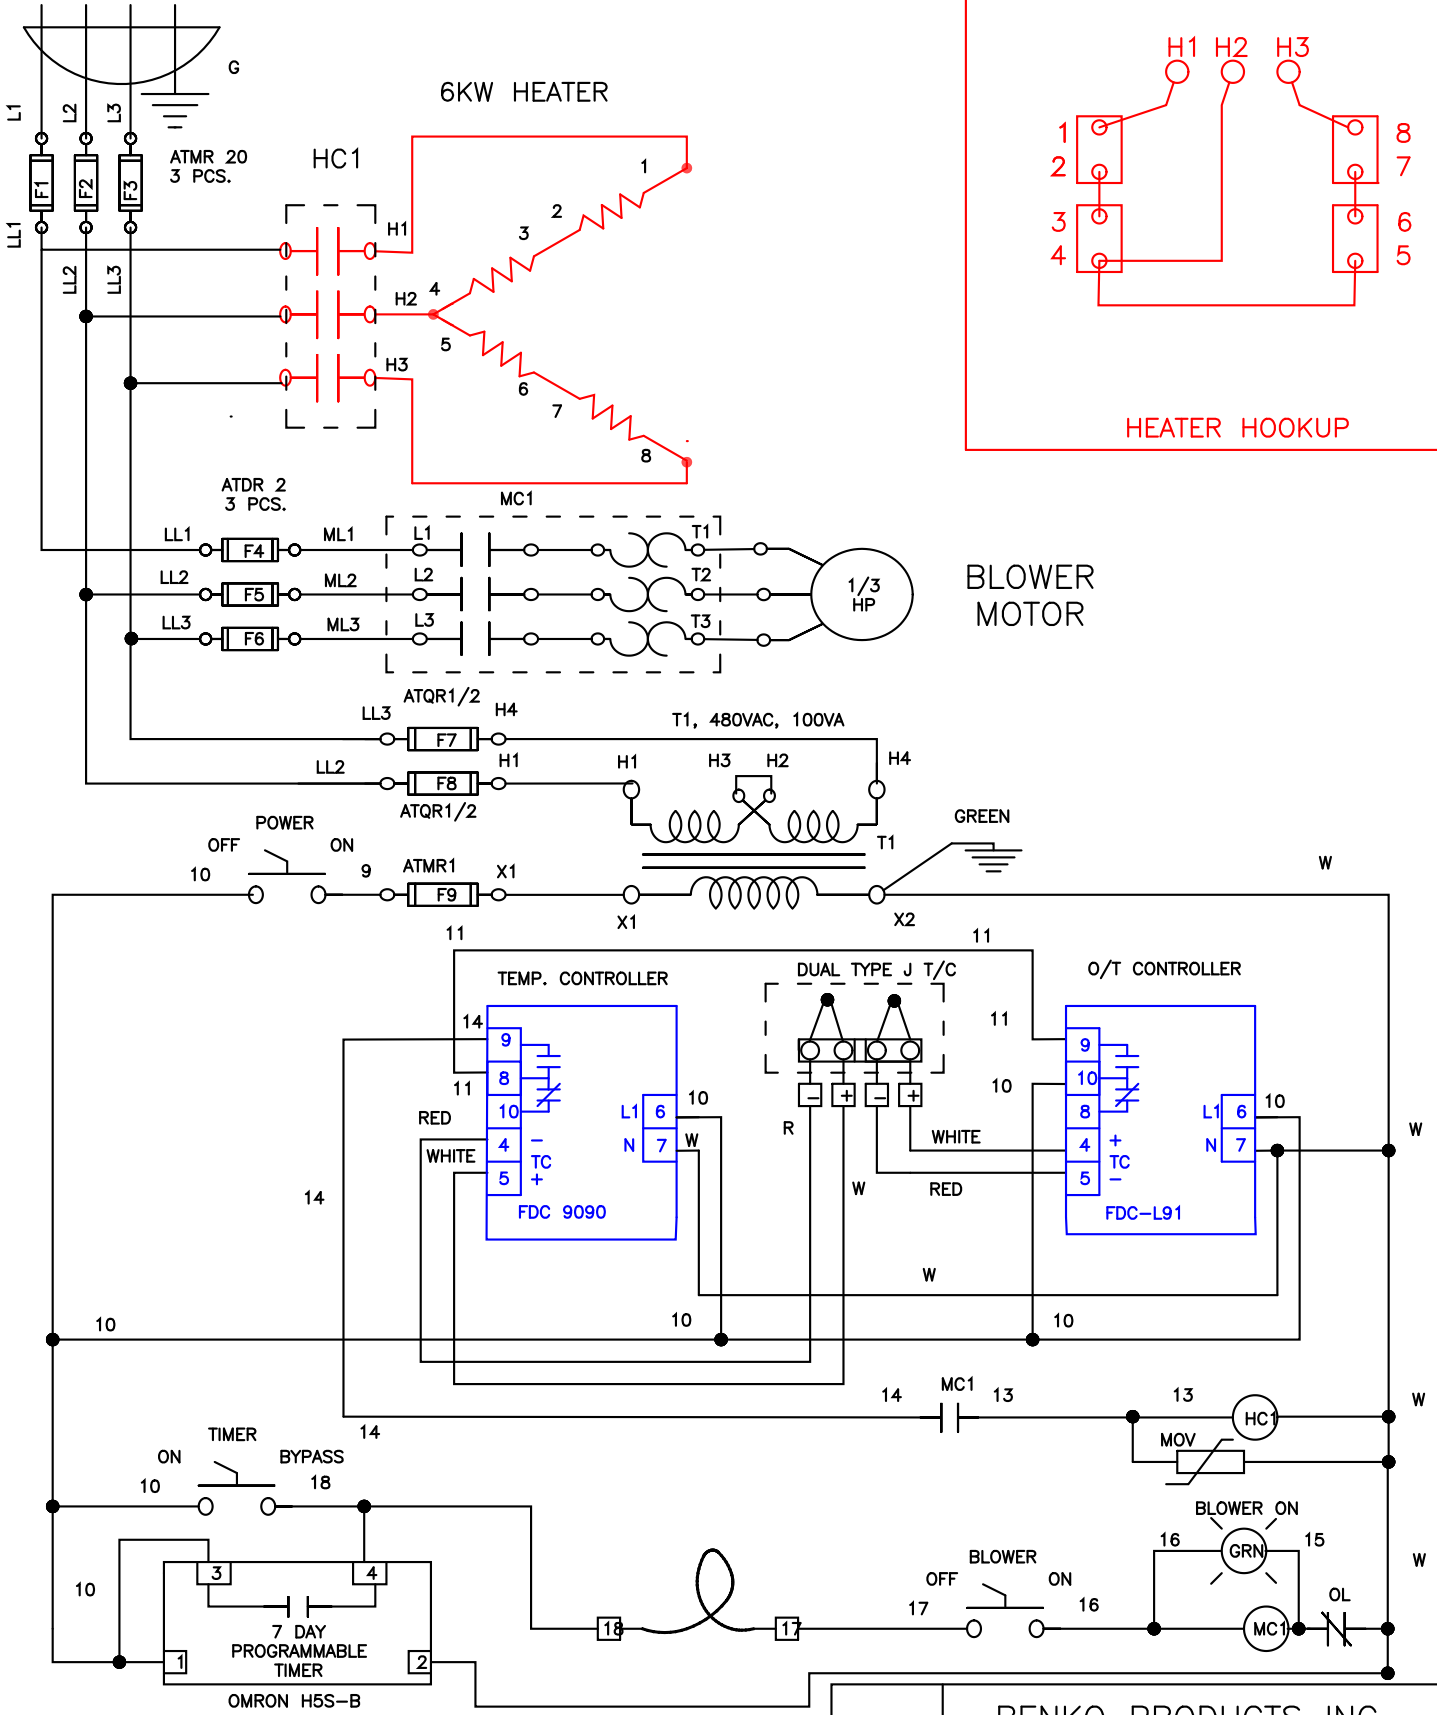 G
L1
L2
L3
ATMR 20
3 PCS.
F1
F2
F3
LL1
LL2
LL3
6KW HEATER
HC1
H1
H2
H3
1
2
3
4
5
6
7
8
H1 H2 H3
1
2
3
4
8
7
6
5
HEATER HOOKUP
ATDR 2
3 PCS.
MC1
LL1
F4
ML1
L1
T1
LL2
F5
ML2
L2
T2
LL3
F6
ML3
L3
T3
1/3
HP
BLOWER
MOTOR
ATQR1/2
LL3
F7
H4
T1, 480VAC, 100VA
LL2
F8
H1
ATQR1/2
H1
H3
H2
H4
T1
GREEN
POWER
OFF
ON
10
9
ATMR1
F9
X1
X1
X2
W
11
11
TEMP. CONTROLLER
DUAL TYPE J T/C
O/T CONTROLLER
14
9
11
8
10
RED
4
−
WHITE
TC
5
+
L1
6
10
N
7
W
FDC 9090
−
+
−
+
R
W
WHITE
RED
11
9
10
10
8
4
+
TC
5
−
L1
6
10
N
7
W
FDC−L91
14
W
10
10
10
14
14
MC1
13
13
HC1
W
MOV
TIMER
ON
BYPASS
10
18
10
3
4
7 DAY
PROGRAMMABLE
TIMER
1
2
OMRON H5S−B
18
17
17
BLOWER
OFF
ON
16
BLOWER ON
16
GRN
15
MC1
OL
W
BENKO PRODUCTS INC